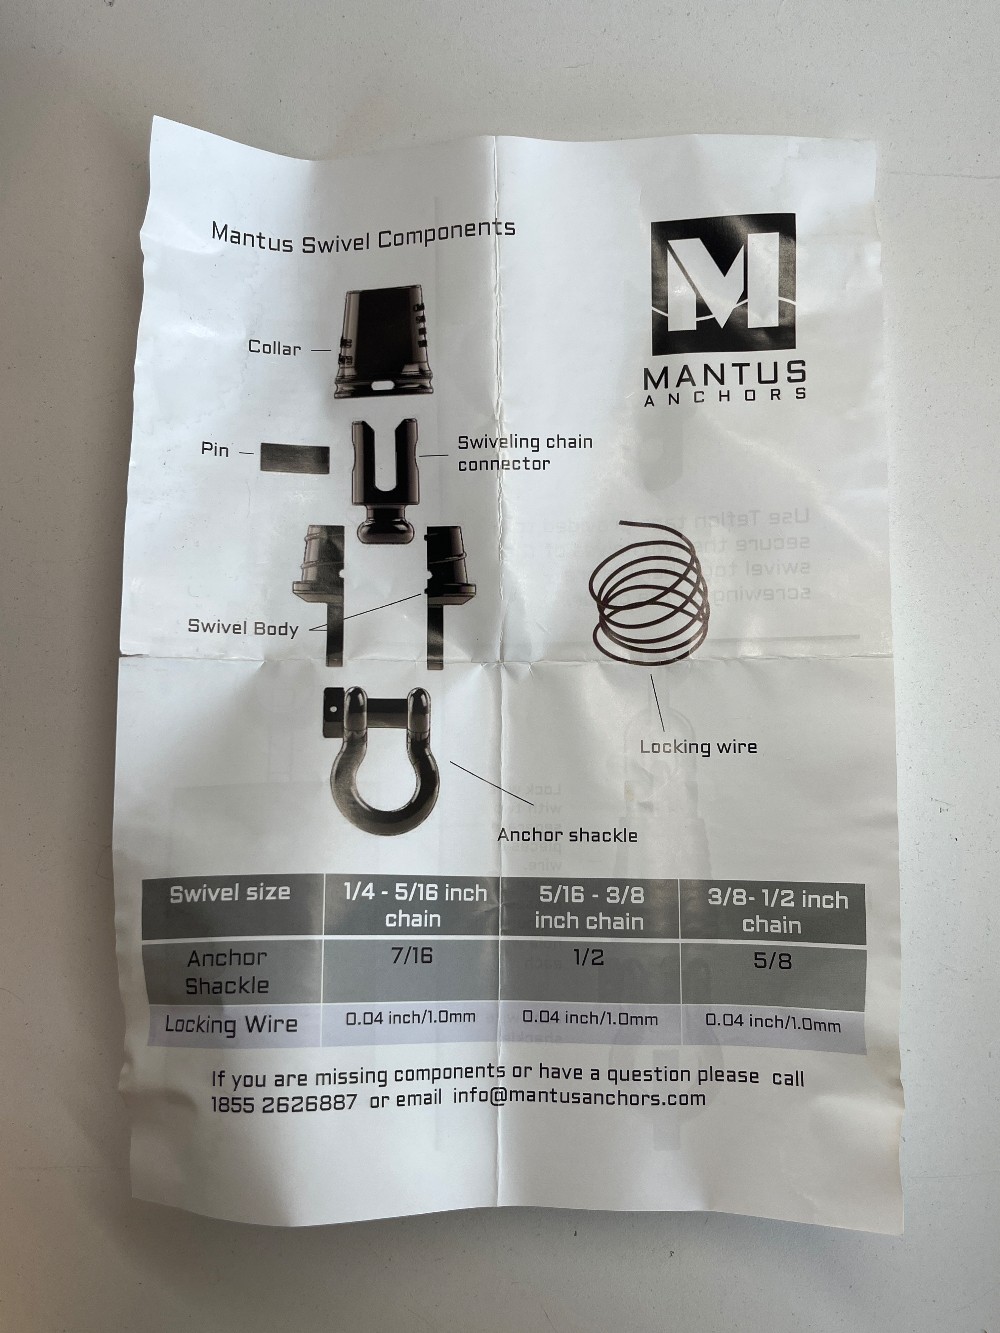 Mantus Swivel Components
M
MANTUS
ANCHORS
Collar
Pin
Swiveling chain
connector
Swivel Body
Locking wire
Anchor shackle
Swivel size
1/4 - 5/16 inch
chain
5/16 - 3/8
inch chain
3/8- 1/2 inch
chain
Anchor
Shackle
7/16
1/2
5/8
Locking Wire
0.04 inch/1.0mm
0.04 inch/1.0mm
0.04 inch/1.0mm
If you are missing components or have a question please call
1855 2626887 or email info@mantusanchors.com